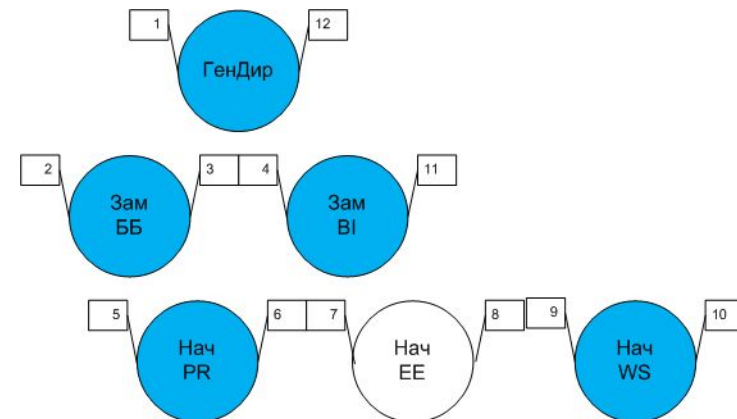 1 12
ГенДир
2 3 4 11
Зам
ББ
Зам
BI
5 6 7 8 9 10
Нач
PR
Нач
EE
Нач
WS